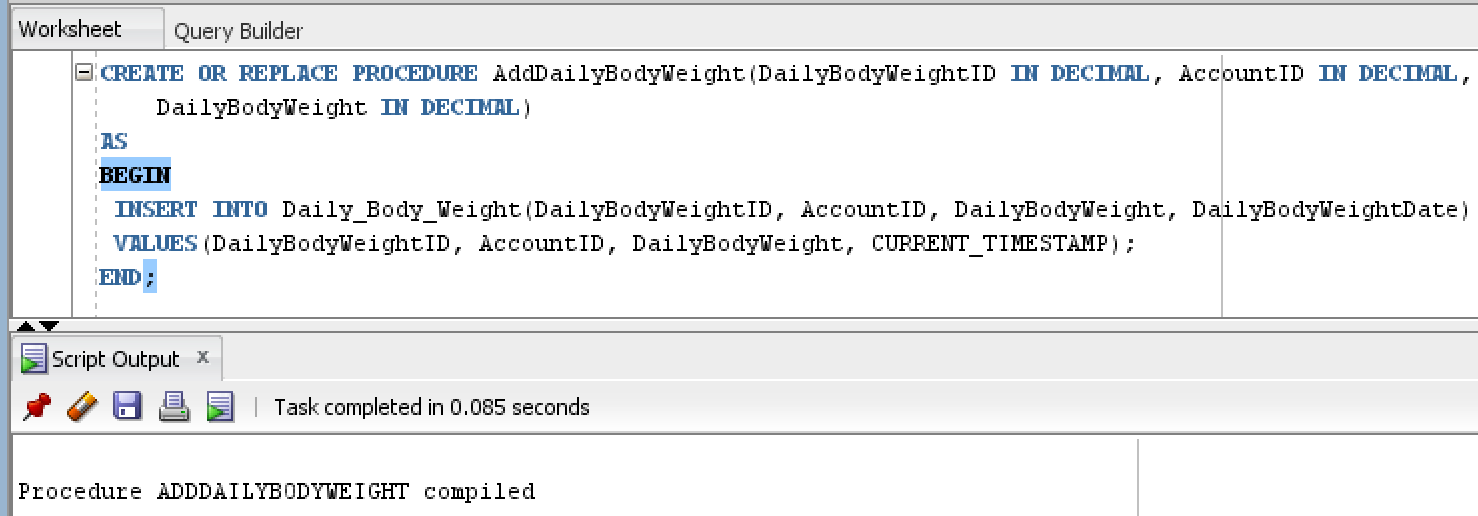 Worksheet Query Builder
CREATE OR REPLACE PROCEDURE AddDailyBodyWeight(DailyBodyWeightID IN DECIMAL, AccountID IN DECIMAL,
DailyBodyWeight IN DECIMAL)
AS
BEGIN
INSERT INTO Daily_Body_Weight(DailyBodyWeightID, AccountID, DailyBodyWeight, DailyBodyWeightDate)
VALUES(DailyBodyWeightID, AccountID, DailyBodyWeight, CURRENT_TIMESTAMP);
END;
Script Output x
Task completed in 0.085 seconds
Procedure ADDDAILYBODYWEIGHT compiled